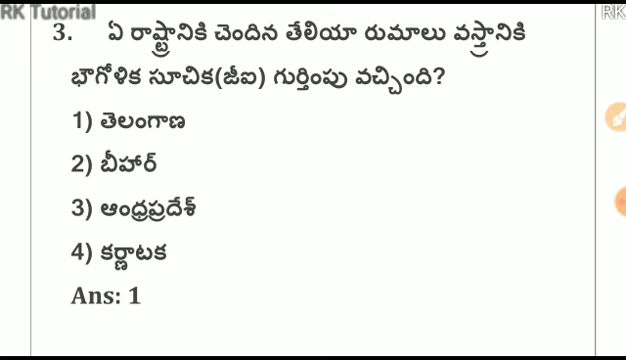 RK Tutorial
RK
3. ఏ రాష్ట్రానికి చెందిన తేలియా రుమాలు వస్త్రానికి
భౌగోళిక సూచిక(జీఐ) గుర్తింపు వచ్చింది?
1) తెలంగాణ
2) బీహార్
3) ఆంధ్రప్రదేశ్
4) కర్ణాటక
Ans: 1